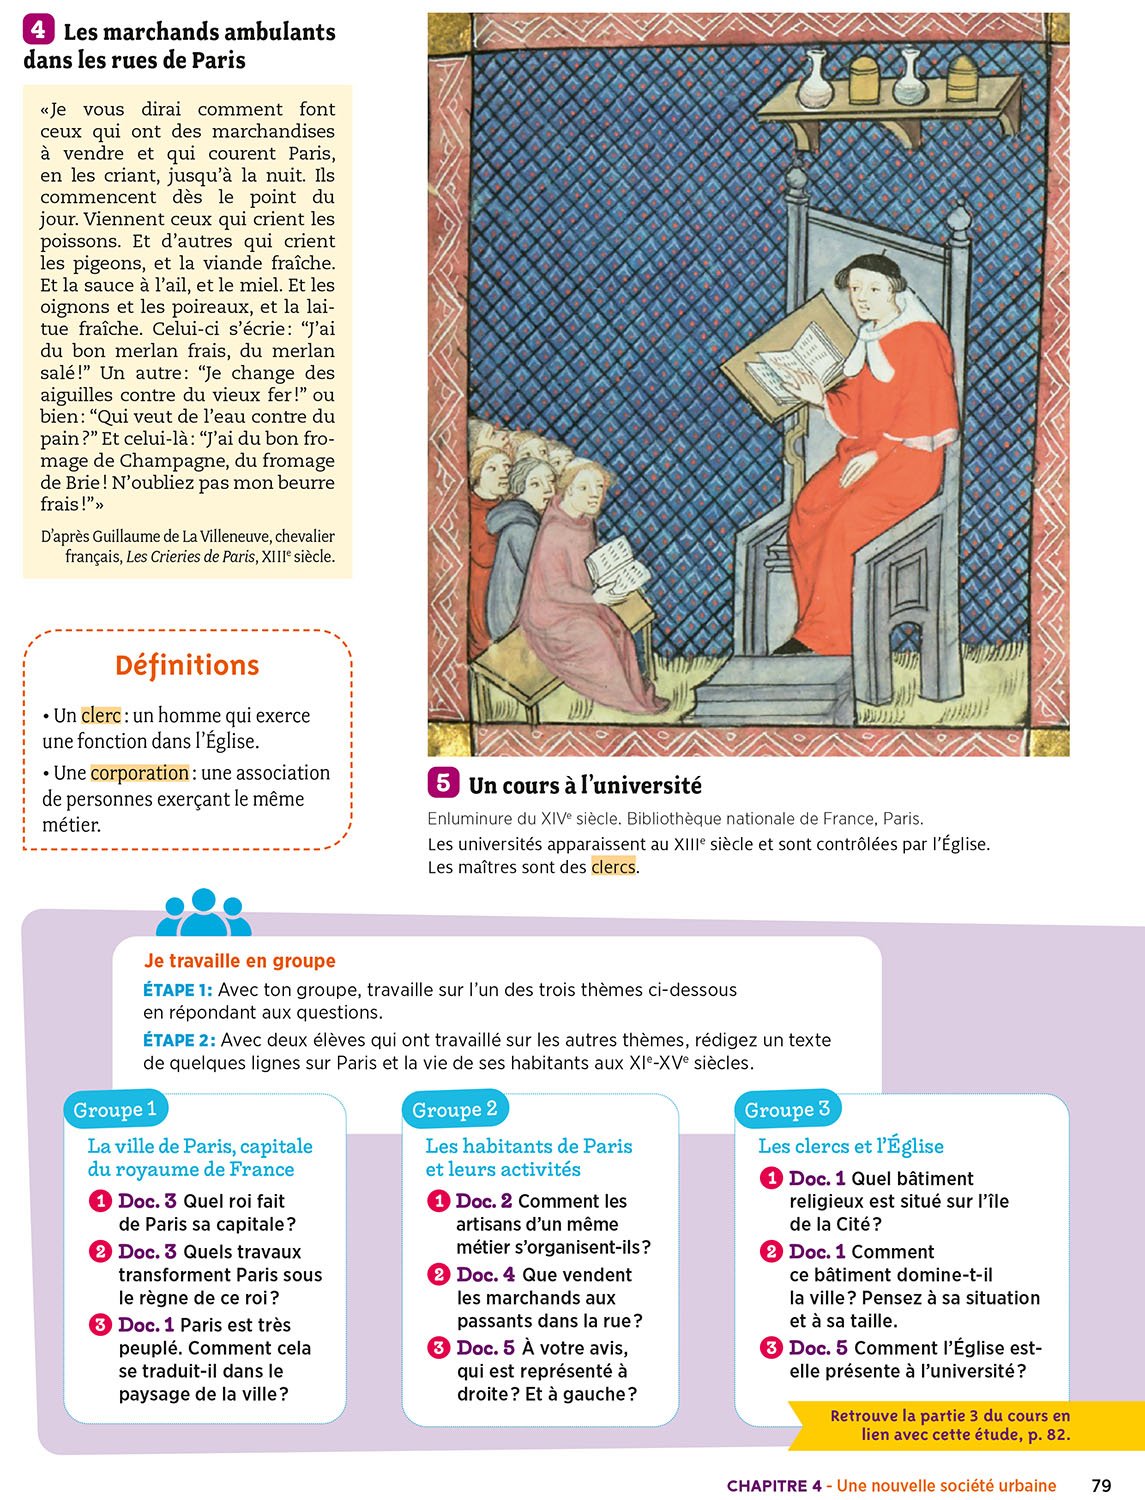 4 Les marchands ambulants
dans les rues de Paris
«Je vous dirai comment font
ceux qui ont des marchandises
à vendre et qui courent Paris,
en les criant, jusqu'à la nuit. Ils
commencent dès le point du
jour. Viennent ceux qui crient les
poissons. Et d'autres qui crient
les pigeons, et la viande fraîche.
Et la sauce à l'ail, et le miel. Et les
oignons et les poireaux, et la lai-
tue fraîche. Celui-ci s'écrie : “J'ai
du bon merlan frais, du merlan
salé !” Un autre : “Je change des
aiguilles contre du vieux fer !” ou
bien : “Qui veut de l'eau contre du
pain ?” Et celui-là : “J'ai du bon fro-
mage de Champagne, du fromage
de Brie ! N'oubliez pas mon beurre
frais !”»
D'après Guillaume de La Villeneuve, chevalier
français, Les Crieries de Paris, XIIIe siècle.
Définitions
• Un clerc : un homme qui exerce
une fonction dans l'Église.
• Une corporation : une association
de personnes exerçant le même
métier.
5 Un cours à l'université
Enluminure du XIVe siècle. Bibliothèque nationale de France, Paris.
Les universités apparaissent au XIIIe siècle et sont contrôlées par l'Église.
Les maîtres sont des clercs.
Je travaille en groupe
ÉTAPE 1 : Avec ton groupe, travaille sur l'un des trois thèmes ci-dessous
en répondant aux questions.
ÉTAPE 2 : Avec deux élèves qui ont travaillé sur les autres thèmes, rédigez un texte
de quelques lignes sur Paris et la vie de ses habitants aux XIe-XVe siècles.
Groupe 1
La ville de Paris, capitale
du royaume de France
1 Doc. 3 Quel roi fait
de Paris sa capitale ?
2 Doc. 3 Quels travaux
transforment Paris sous
le règne de ce roi ?
3 Doc. 1 Paris est très
peuplé. Comment cela
se traduit-il dans le
paysage de la ville ?
Groupe 2
Les habitants de Paris
et leurs activités
1 Doc. 2 Comment les
artisans d'un même
métier s'organisent-ils ?
2 Doc. 4 Que vendent
les marchands aux
passants dans la rue ?
3 Doc. 5 À votre avis,
qui est représenté à
droite ? Et à gauche ?
Groupe 3
Les clercs et l'Église
1 Doc. 1 Quel bâtiment
religieux est situé sur l'île
de la Cité ?
2 Doc. 1 Comment
ce bâtiment domine-t-il
la ville ? Pensez à sa situation
et à sa taille.
3 Doc. 5 Comment l'Église est-
elle présente à l'université ?
Retrouve la partie 3 du cours en
lien avec cette étude, p. 82.
CHAPITRE 4 - Une nouvelle société urbaine 79